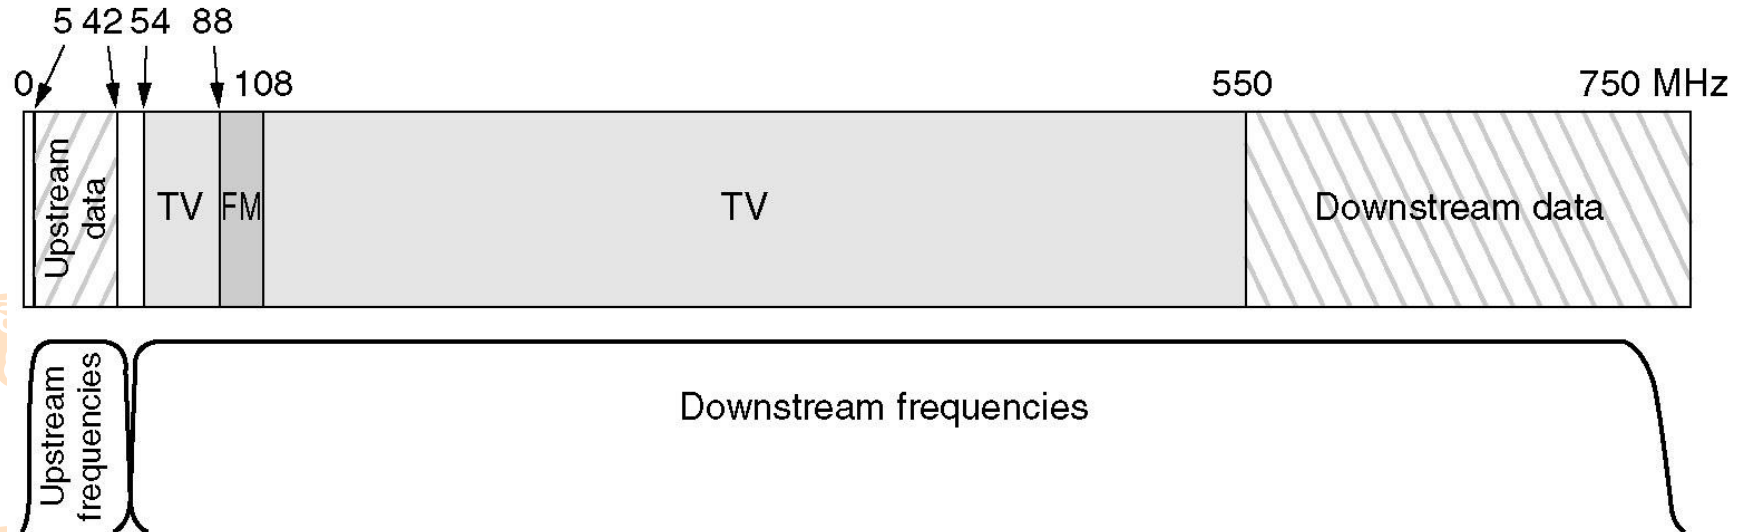 5 42 54 88
0 108 550 750 MHz
Upstream
data
TV
FM
TV
Downstream data
Upstream
frequencies
Downstream frequencies